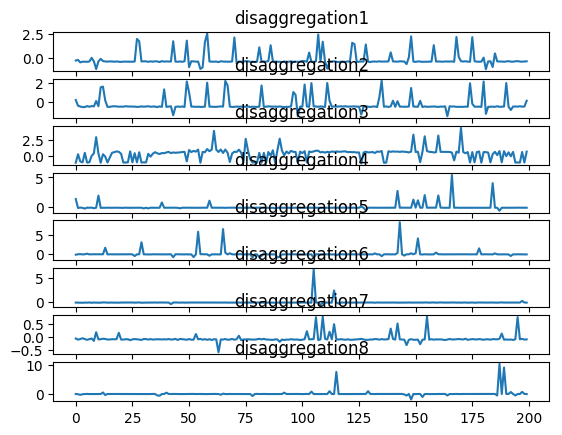 disaggregation1
2.5
0.0
disaggregation2
2
0
disaggregation3
2.5
0.0
disaggregation4
5
0
disaggregation5
5
0
disaggregation6
5
0
disaggregation7
0.5
0.0
−0.5
disaggregation8
10
0
0 25 50 75 100 125 150 175 200